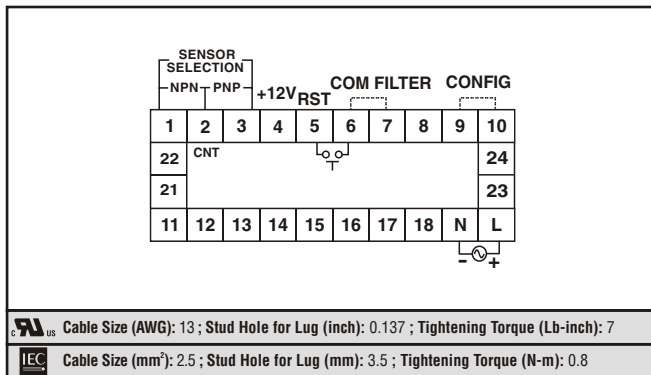 SENSOR
SELECTION
NPN PNP +12V RST COM FILTER CONFIG
1 2 3 4 5 6 7 8 9 10
22 CNT 24
21 23
11 12 13 14 15 16 17 18 N L
- +
c RU US Cable Size (AWG): 13 ; Stud Hole for Lug (inch): 0.137 ; Tightening Torque (Lb-inch): 7
IEC Cable Size (mm²): 2.5 ; Stud Hole for Lug (mm): 3.5 ; Tightening Torque (N-m): 0.8